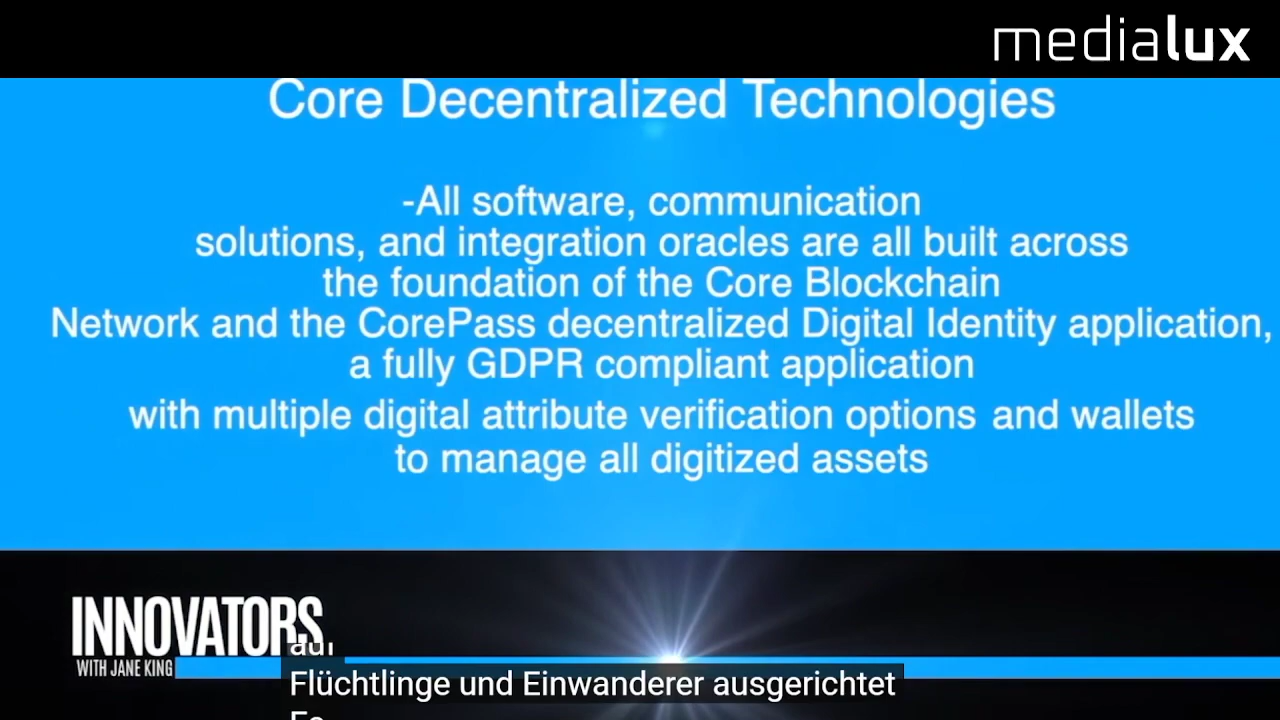 medialux
Core Decentralized Technologies
-All software, communication
solutions, and integration oracles are all built across
the foundation of the Core Blockchain
Network and the CorePass decentralized Digital Identity application,
a fully GDPR compliant application
with multiple digital attribute verification options and wallets
to manage all digitized assets
INNOVATORS
WITH JANE KING
Flüchtlinge und Einwanderer ausgerichtet